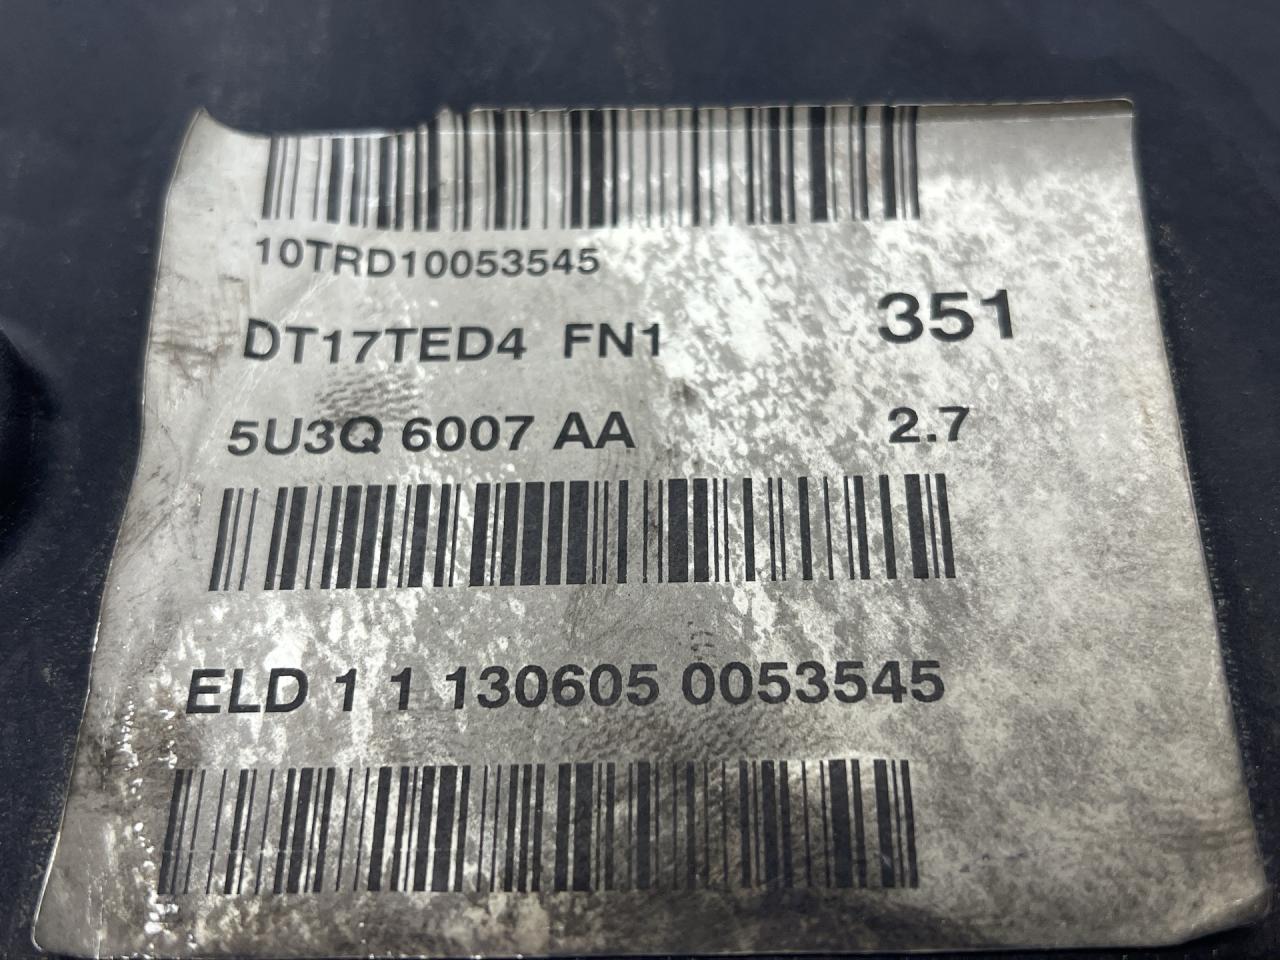 10TRD10053545
DT17TED4 FN1 351
5U3Q 6007 AA 2.7
ELD 1 1 130605 0053545